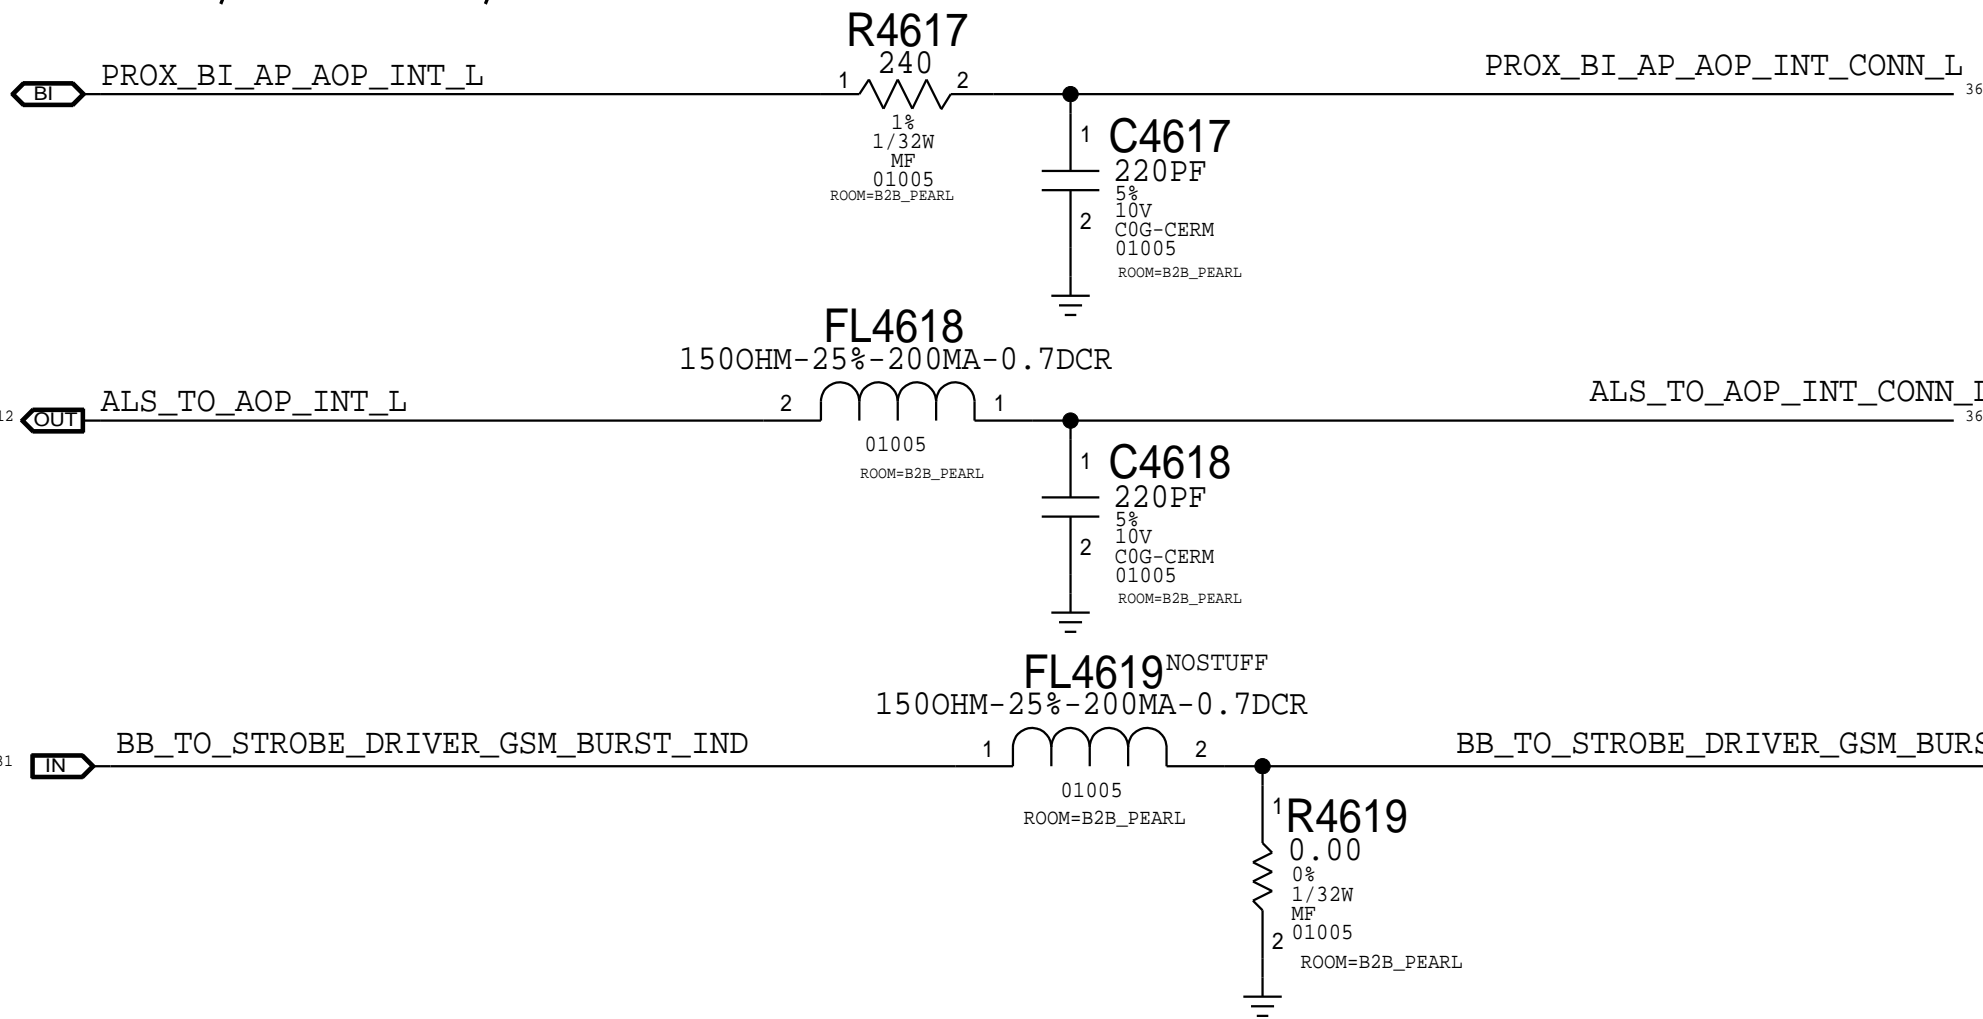 R4617
240
PROX_BI_AP_AOP_INT_L
BI
1
2
PROX_BI_AP_AOP_INT_CONN_L
36
1%
1/32W
MF
01005
ROOM=B2B_PEARL
1
C4617
220PF
5%
10V
C0G-CERM
01005
2
ROOM=B2B_PEARL
FL4618
150OHM-25%-200MA-0.7DCR
12
OUT
ALS_TO_AOP_INT_L
2
1
ALS_TO_AOP_INT_CONN_L
36
01005
ROOM=B2B_PEARL
1
C4618
220PF
5%
10V
C0G-CERM
01005
2
ROOM=B2B_PEARL
FL4619
NOSTUFF
150OHM-25%-200MA-0.7DCR
31
IN
BB_TO_STROBE_DRIVER_GSM_BURST_IND
1
2
BB_TO_STROBE_DRIVER_GSM_BURS
01005
ROOM=B2B_PEARL
1
R4619
0.00
0%
1/32W
MF
01005
2
ROOM=B2B_PEARL